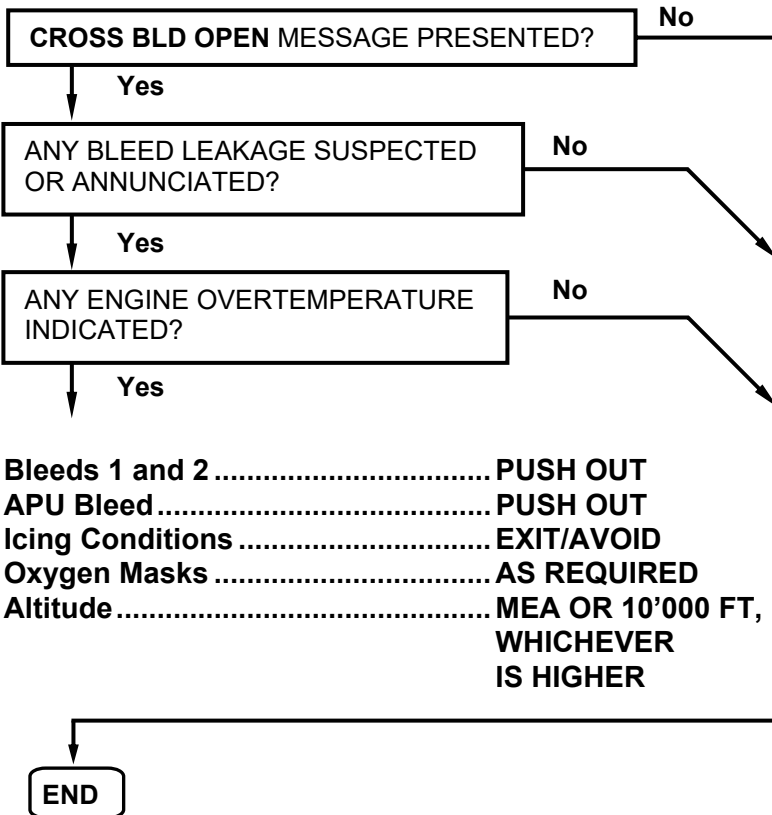 No
CROSS BLD OPEN MESSAGE PRESENTED?
Yes
ANY BLEED LEAKAGE SUSPECTED
OR ANNUNCIATED?
No
Yes
ANY ENGINE OVERTEMPERATURE
INDICATED?
No
Yes
Bleeds 1 and 2.................................. PUSH OUT
APU Bleed......................................... PUSH OUT
Icing Conditions ............................... EXIT/AVOID
Oxygen Masks .................................. AS REQUIRED
Altitude.............................................. MEA OR 10’000 FT,
WHICHEVER
IS HIGHER
END